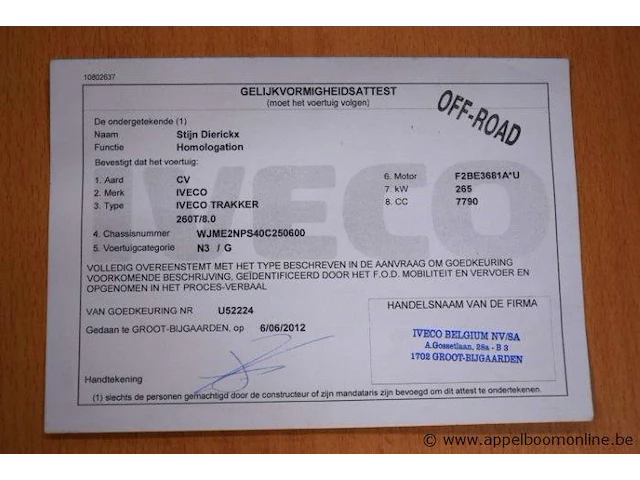 10802637
GELIJKVORMIGHEIDSATTEST
(moet het voertuig volgen)
OFF-ROAD
De ondergetekende (1)
Naam Stijn Dierickx
Functie Homologation
Bevestigt dat het voertuig:
1. Aard CV 6. Motor F2BE3681A*U
2. Merk IVECO 7. kW 265
3. Type IVECO TRAKKER 8. CC 7790
260T/8.0
4. Chassisnummer WJME2NPS40C250600
5. Voertuigcategorie N3 / G
IVECO
VOLLEDIG OVEREENSTEMT MET HET TYPE BESCHREVEN IN DE AANVRAAG OM GOEDKEURING
VOORKOMENDE BESCHRIJVING, GEÏDENTIFICEERD DOOR HET F.O.D. MOBILITEIT EN VERVOER EN
OPGENOMEN IN HET PROCES-VERBAAL
VAN GOEDKEURING NR U52224
Gedaan te GROOT-BIJGAARDEN, op 6/06/2012
HANDELSNAAM VAN DE FIRMA
IVECO BELGIUM NV/SA
A.Gossetlaan, 28a - B 3
1702 GROOT-BIJGAARDEN
Handtekening
(1) slechts de personen gemachtigd door de constructeur of zijn mandataris zijn bevoegd om dit attest te ondertekenen.
© www.appelboomonline.be